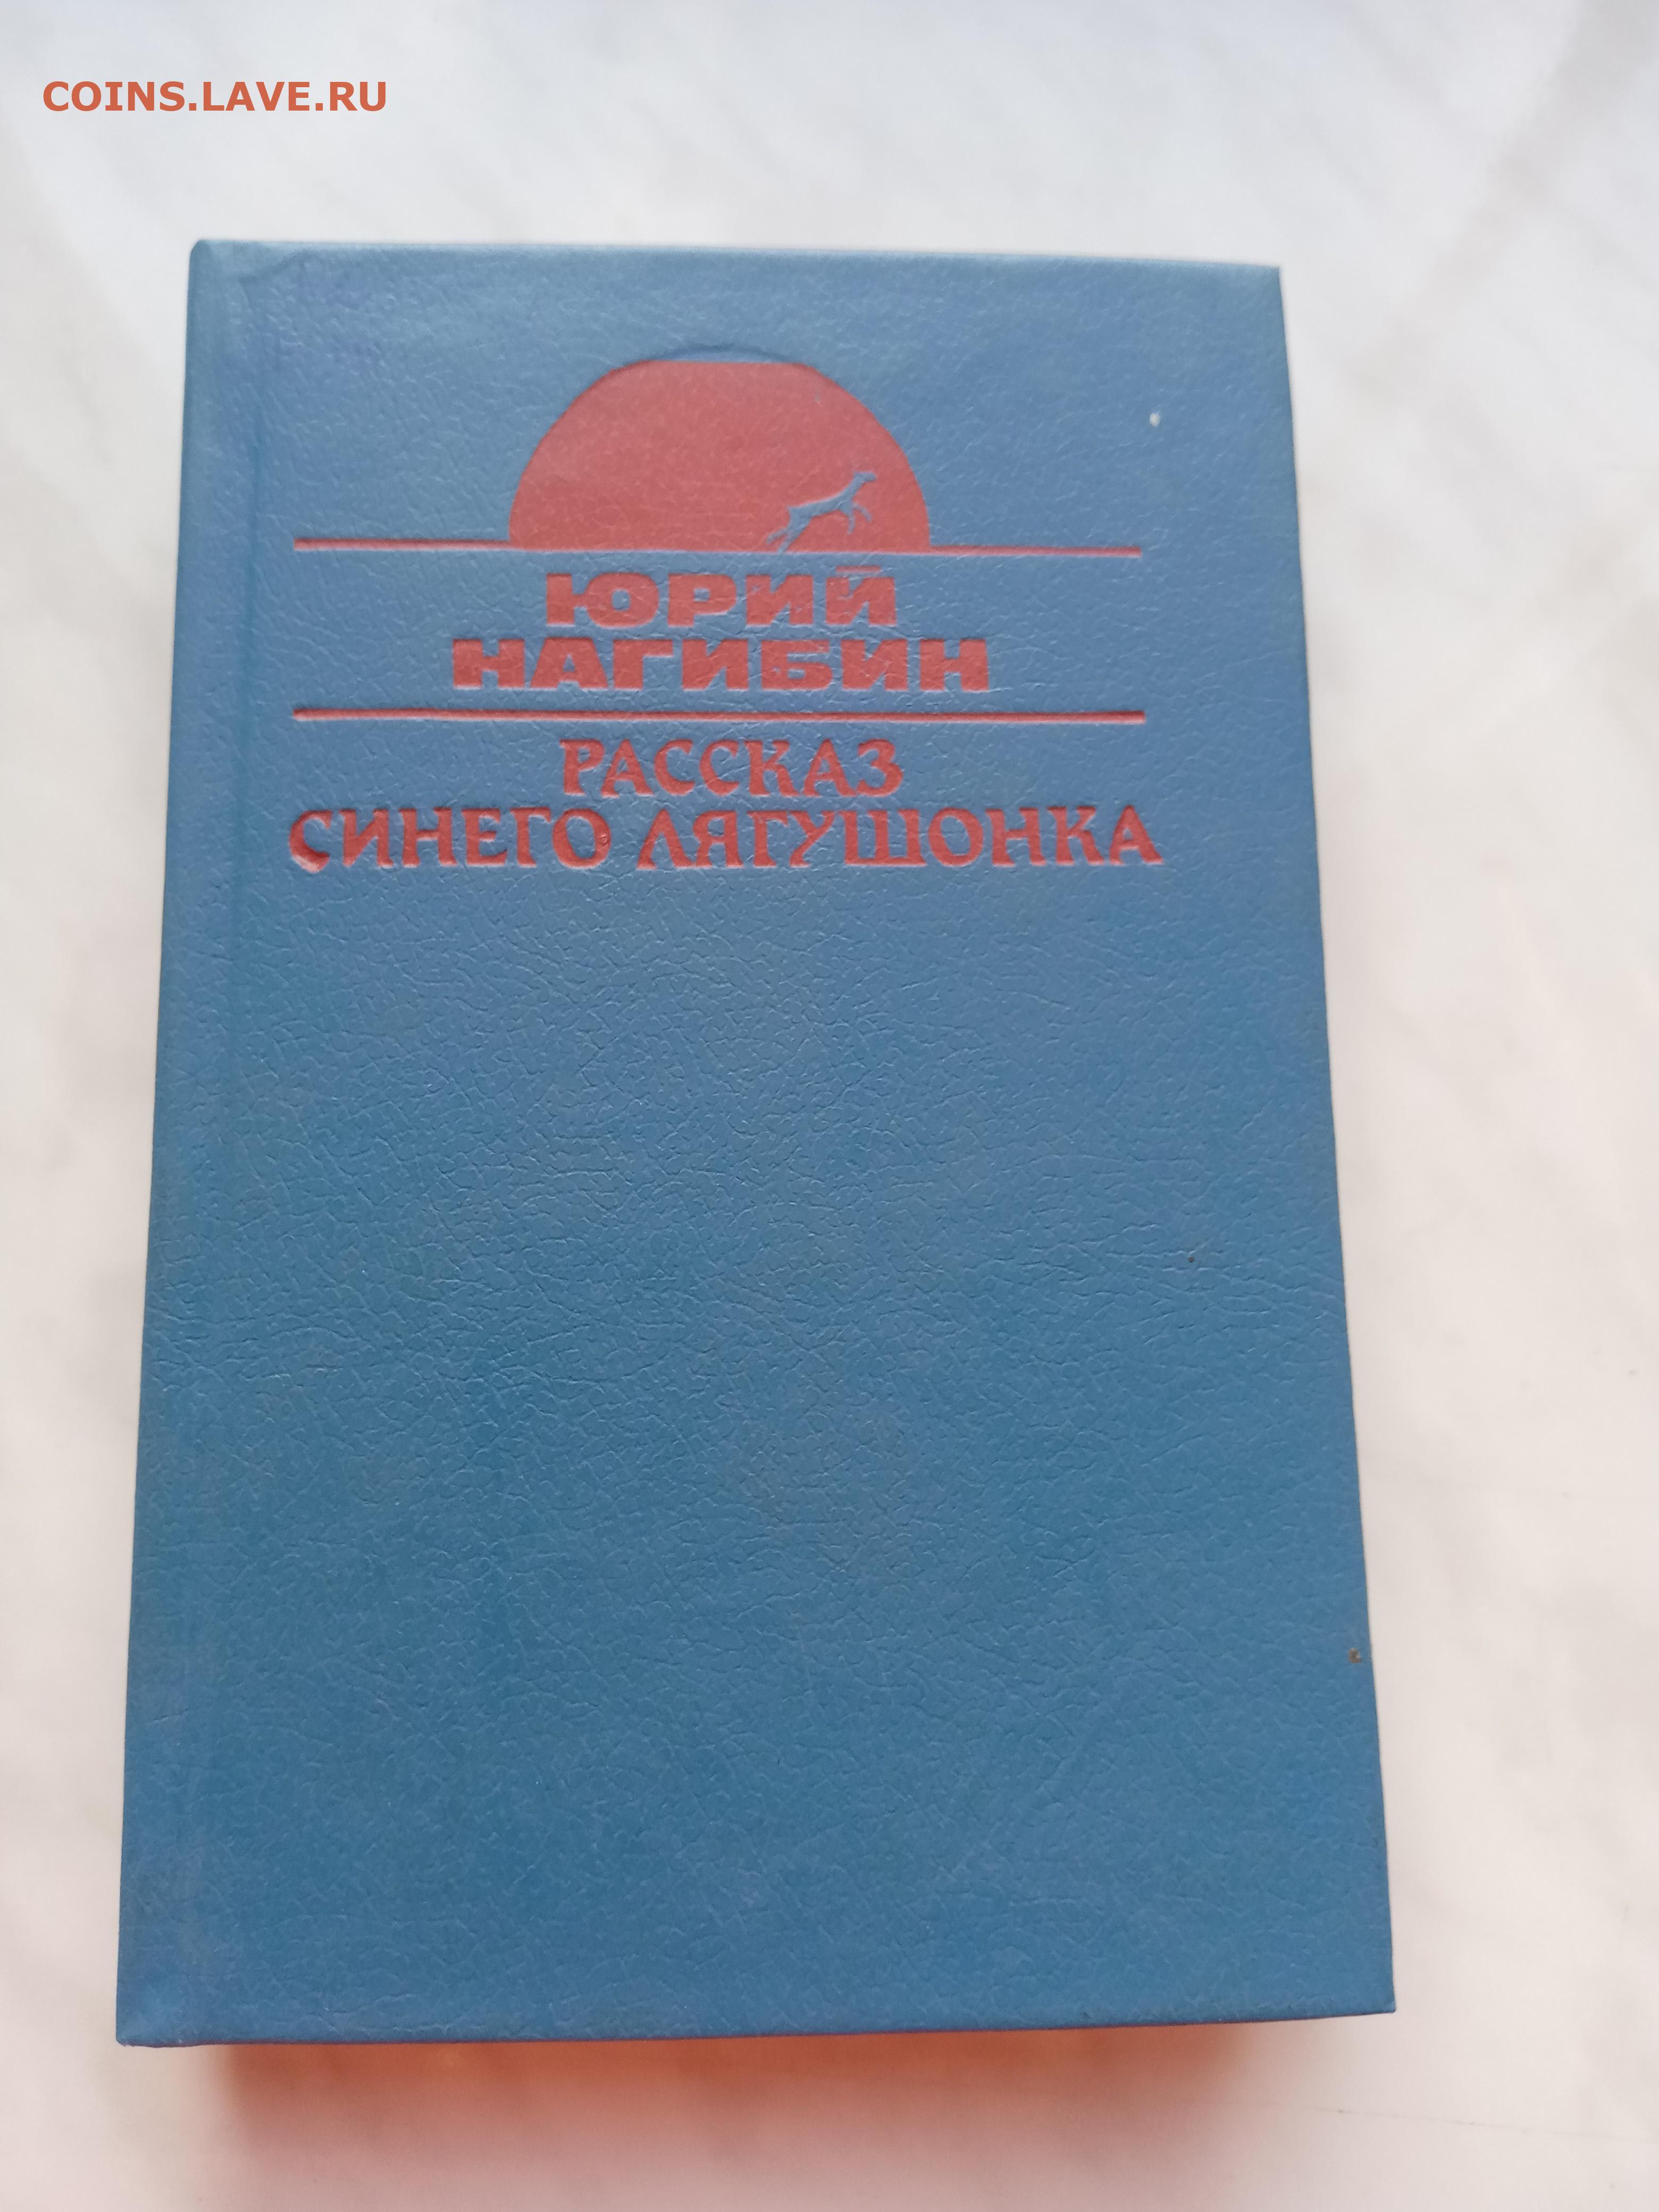 COINS.LAVE.RU
ЮРИЙ
НАГИБИН
РАССКАЗ
СИНЕГО ЛЯГУШОНКА